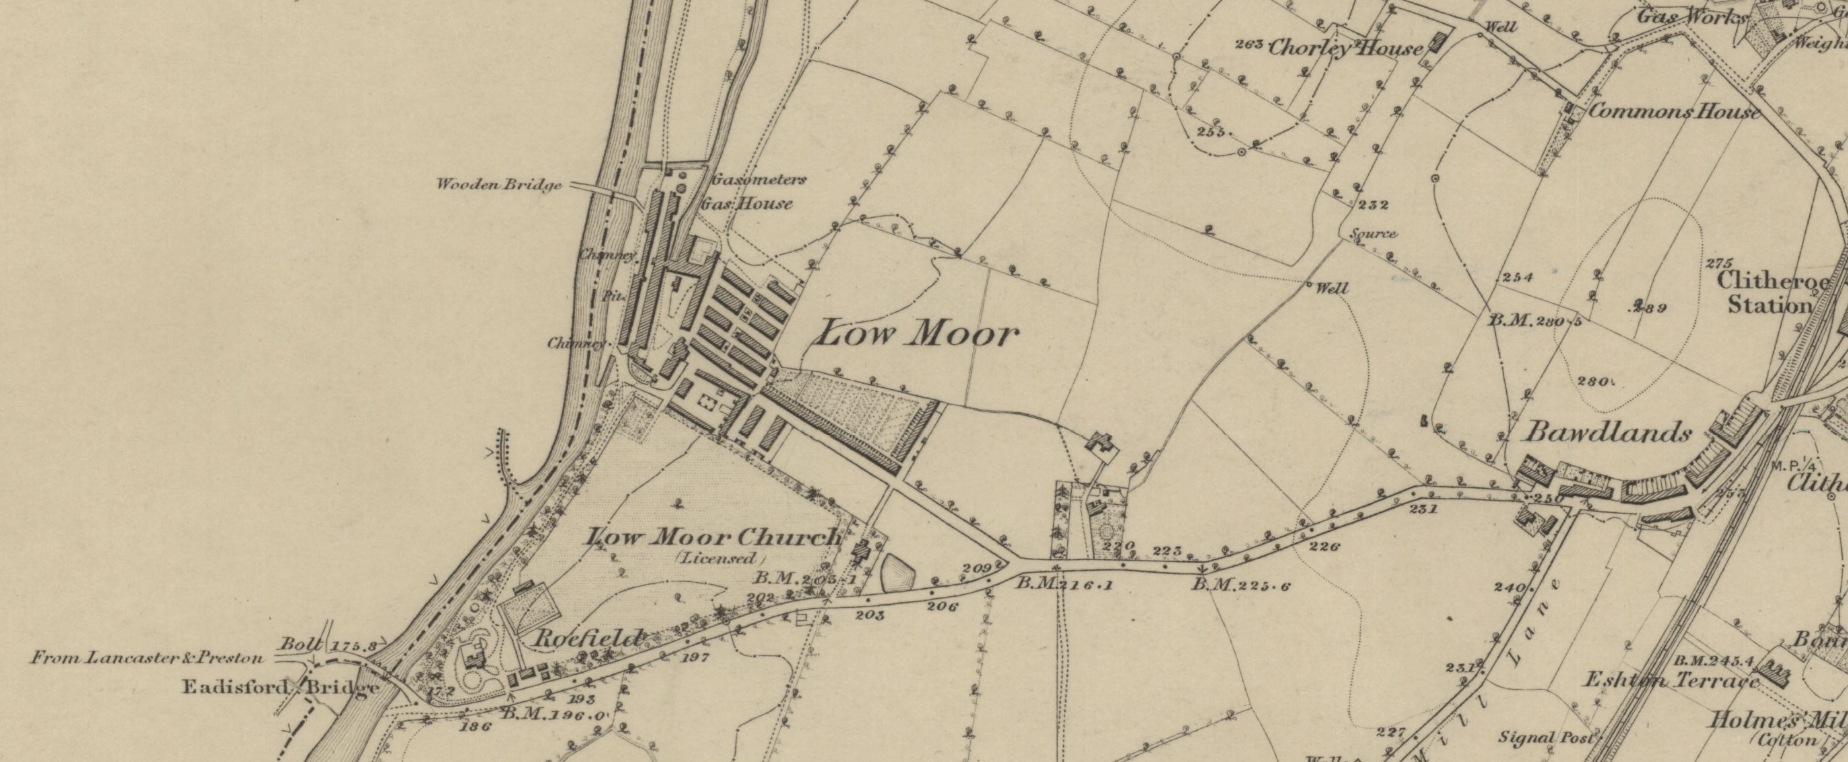 Gas Works
Well
263
Chorley House
Weigh
Commons House
255
Wooden Bridge
Gasometers
Gas House
232
Source
Chimney
275
254
Clitheroe
Station
Well
Pit
289
B.M.280.5
Low Moor
Chimney
280
Bawdlands
M.P.¼
Clith
253
250
231
Low Moor Church
(Licensed)
226
220
223
209
B.M.205.1
B.M.216.1
B.M.225.6
240
202
206
203
Roefield
Bolt 175.8
From Lancaster & Preston
197
231
B.M.245.4
Eshton Terrace
Eadisford Bridge
172
193
B.M.196.0
186
Mill Lane
227
Signal Post
Holmes' Mil
(Cotton)